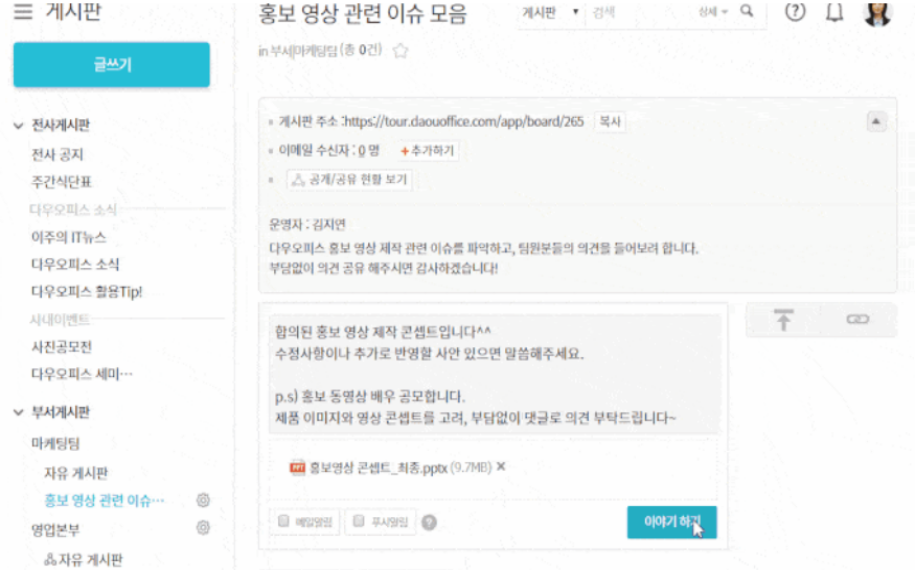 게시판
글쓰기
전사게시판
전사 공지
주간식단표
다우오피스 소식
이주의 IT뉴스
다우오피스 소식
다우오피스 활용Tip!
사내이벤트
사진공모전
다우오피스 세미…
부서게시판
마케팅팀
자유 게시판
홍보 영상 관련 이슈…
영업본부
자유 게시판
홍보 영상 관련 이슈 모음
게시판 검색 상세
in 부서마케팅팀 (총 0건)
게시판 주소 :https://tour.daouoffice.com/app/board/265 복사
이메일 수신자 : 0 명 +추가하기
공개/공유 현황 보기
운영자 : 김지연
다우오피스 홍보 영상 제작 관련 이슈를 파악하고, 팀원분들의 의견을 들어보려 합니다.
부담없이 의견 공유 해주시면 감사하겠습니다!
합의된 홍보 영상 제작 콘셉트입니다^^
수정사항이나 추가로 반영할 사안 있으면 말씀해주세요.
p.s) 홍보 동영상 배우 공모합니다.
제품 이미지와 영상 콘셉트를 고려, 부담없이 댓글로 의견 부탁드립니다~
PPT 홍보영상 콘셉트_최종.pptx (9.7MB) ×
메일알림 푸시알림 ?
이야기 하기